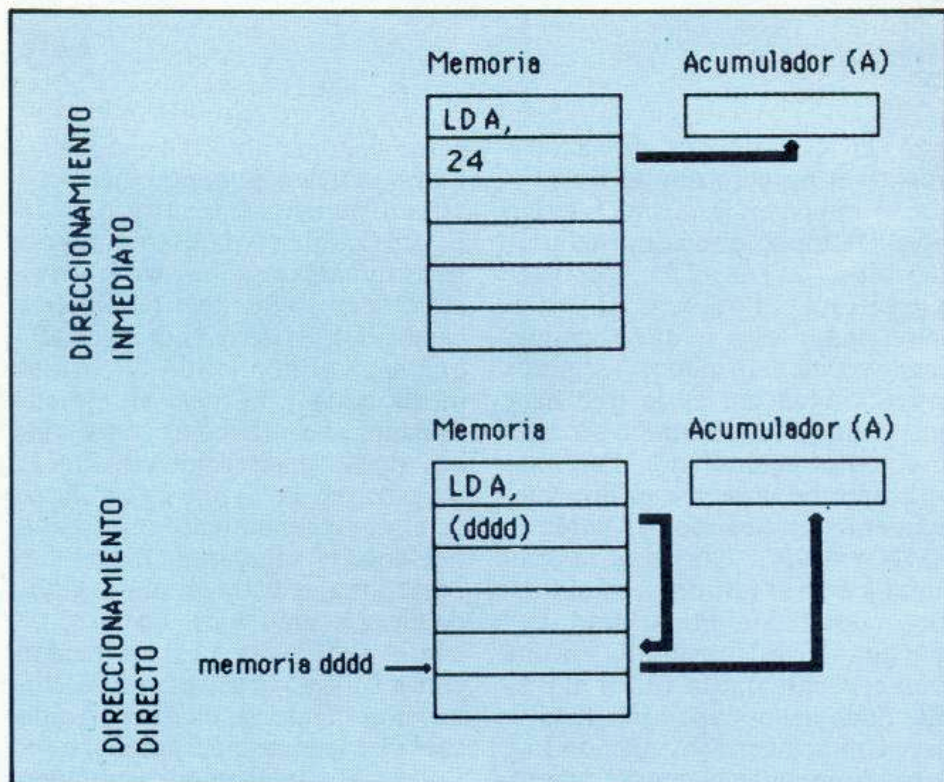 DIRECCIONAMIENTO
INMEDIATO
Memoria
Acumulador (A)
LD A,
24
DIRECCIONAMIENTO
DIRECTO
Memoria
Acumulador (A)
LD A,
(dddd)
memoria dddd